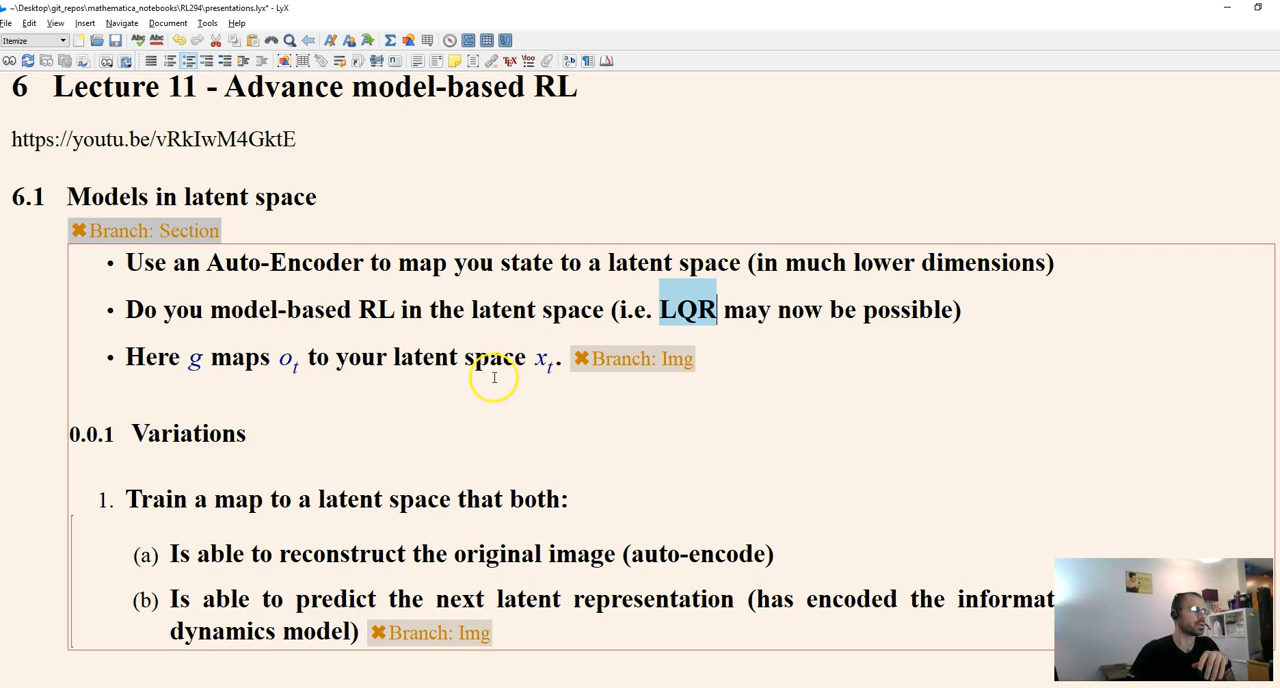 ~\Desktop\git_repos\mathematica_notebooks\RL294\presentations.lyx* - LyX
File Edit View Insert Navigate Document Tools Help
Itemize
6 Lecture 11 - Advance model-based RL
https://youtu.be/vRkIwM4GktE
6.1 Models in latent space
✖Branch: Section
• Use an Auto-Encoder to map you state to a latent space (in much lower dimensions)
• Do you model-based RL in the latent space (i.e. LQR may now be possible)
• Here g maps o_t to your latent space x_t. ✖Branch: Img
0.0.1 Variations
1. Train a map to a latent space that both:
(a) Is able to reconstruct the original image (auto-encode)
(b) Is able to predict the next latent representation (has encoded the informat
dynamics model) ✖Branch: Img